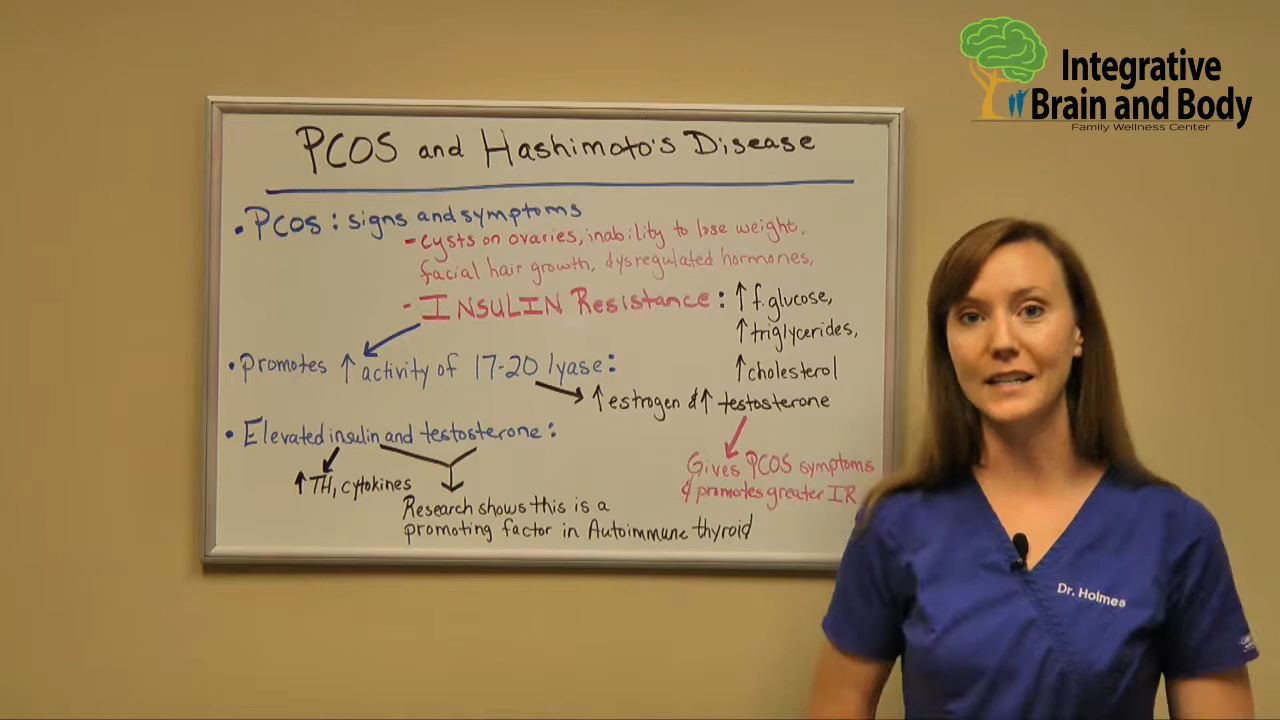 Integrative
Brain and Body
Family Wellness Center
PCOS and Hashimoto's Disease
• PCOS: signs and symptoms
- cysts on ovaries, inability to lose weight,
facial hair growth, dysregulated hormones,
- INSULIN Resistance: ↑ f.glucose,
↑ triglycerides,
↑ cholesterol
• promotes ↑ activity of 17-20 lyase:
↑ estrogen & ↑ testosterone
Gives PCOS symptoms
& promotes greater IR
• Elevated insulin and testosterone:
↑ TH, cytokines
Research shows this is a
promoting factor in Autoimmune thyroid
Dr. Holmes